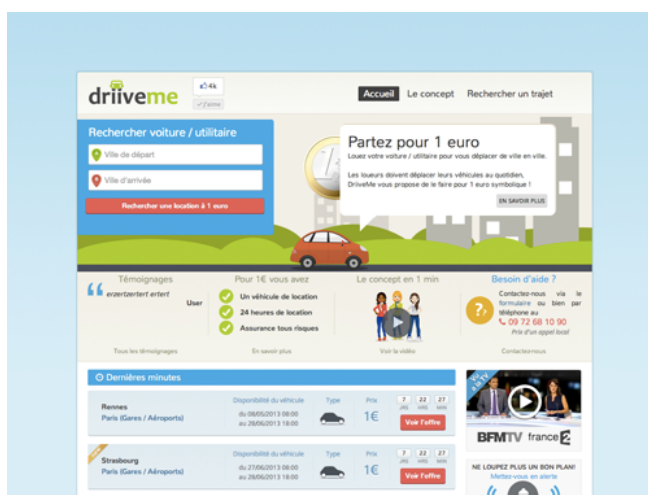 driiveme
4k
J'aime
Accueil
Le concept
Rechercher un trajet
Rechercher voiture / utilitaire
Ville de départ
Ville d'arrivée
Rechercher une location à 1 euro
Partez pour 1 euro
Louez votre voiture / utilitaire pour vous déplacer de ville en ville.
Les loueurs doivent déplacer leurs véhicules au quotidien,
DriiveMe vous propose de le faire pour 1 euro symbolique !
EN SAVOIR PLUS
Témoignages
erzertzertert ertert
User
Tous les témoignages
Pour 1€ vous avez
Un véhicule de location
24 heures de location
Assurance tous risques
En savoir plus
Le concept en 1 min
Voir la vidéo
Besoin d'aide ?
Contactez-nous via le
formulaire ou bien par
téléphone au
09 72 68 10 90
Prix d'un appel local
Contactez-nous
Dernières minutes
Rennes
Paris (Gares / Aéroports)
Disponibilité du véhicule
du 08/05/2013 08:00
au 28/06/2013 18:00
Type
Prix
1€
7 22 27
JRS HRS MIN
Voir l'offre
Strasbourg
Paris (Gares / Aéroports)
Disponibilité du véhicule
du 27/06/2013 08:00
au 28/06/2013 18:00
Type
Prix
1€
7 22 27
JRS HRS MIN
Voir l'offre
Vu
à la TV
BFMTV france 2
NE LOUPEZ PLUS UN BON PLAN!
Mettez-vous en alerte